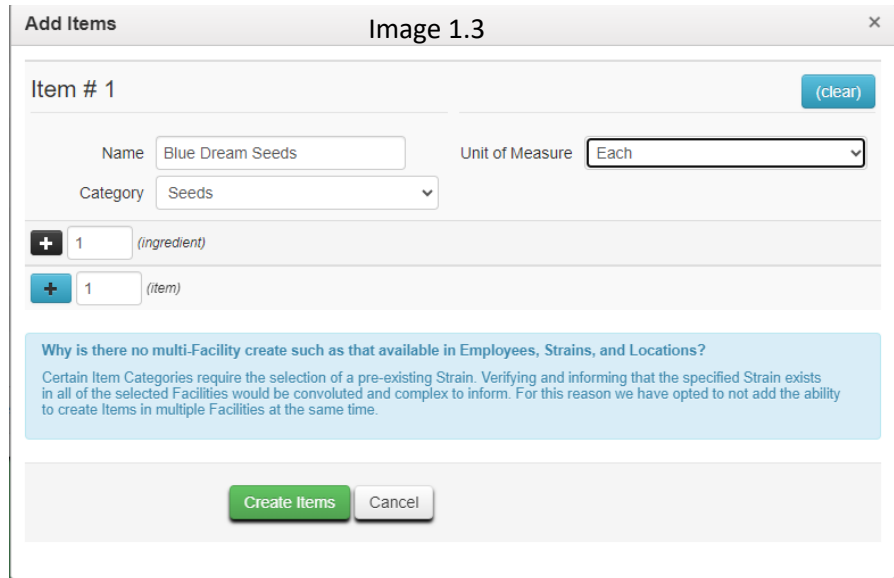 Add Items
Image 1.3
×
Item # 1
(clear)
Name Blue Dream Seeds Unit of Measure Each
Category Seeds
+ 1 (ingredient)
+ 1 (item)
Why is there no multi-Facility create such as that available in Employees, Strains, and Locations?
Certain Item Categories require the selection of a pre-existing Strain. Verifying and informing that the specified Strain exists
in all of the selected Facilities would be convoluted and complex to inform. For this reason we have opted to not add the ability
to create Items in multiple Facilities at the same time.
Create Items Cancel